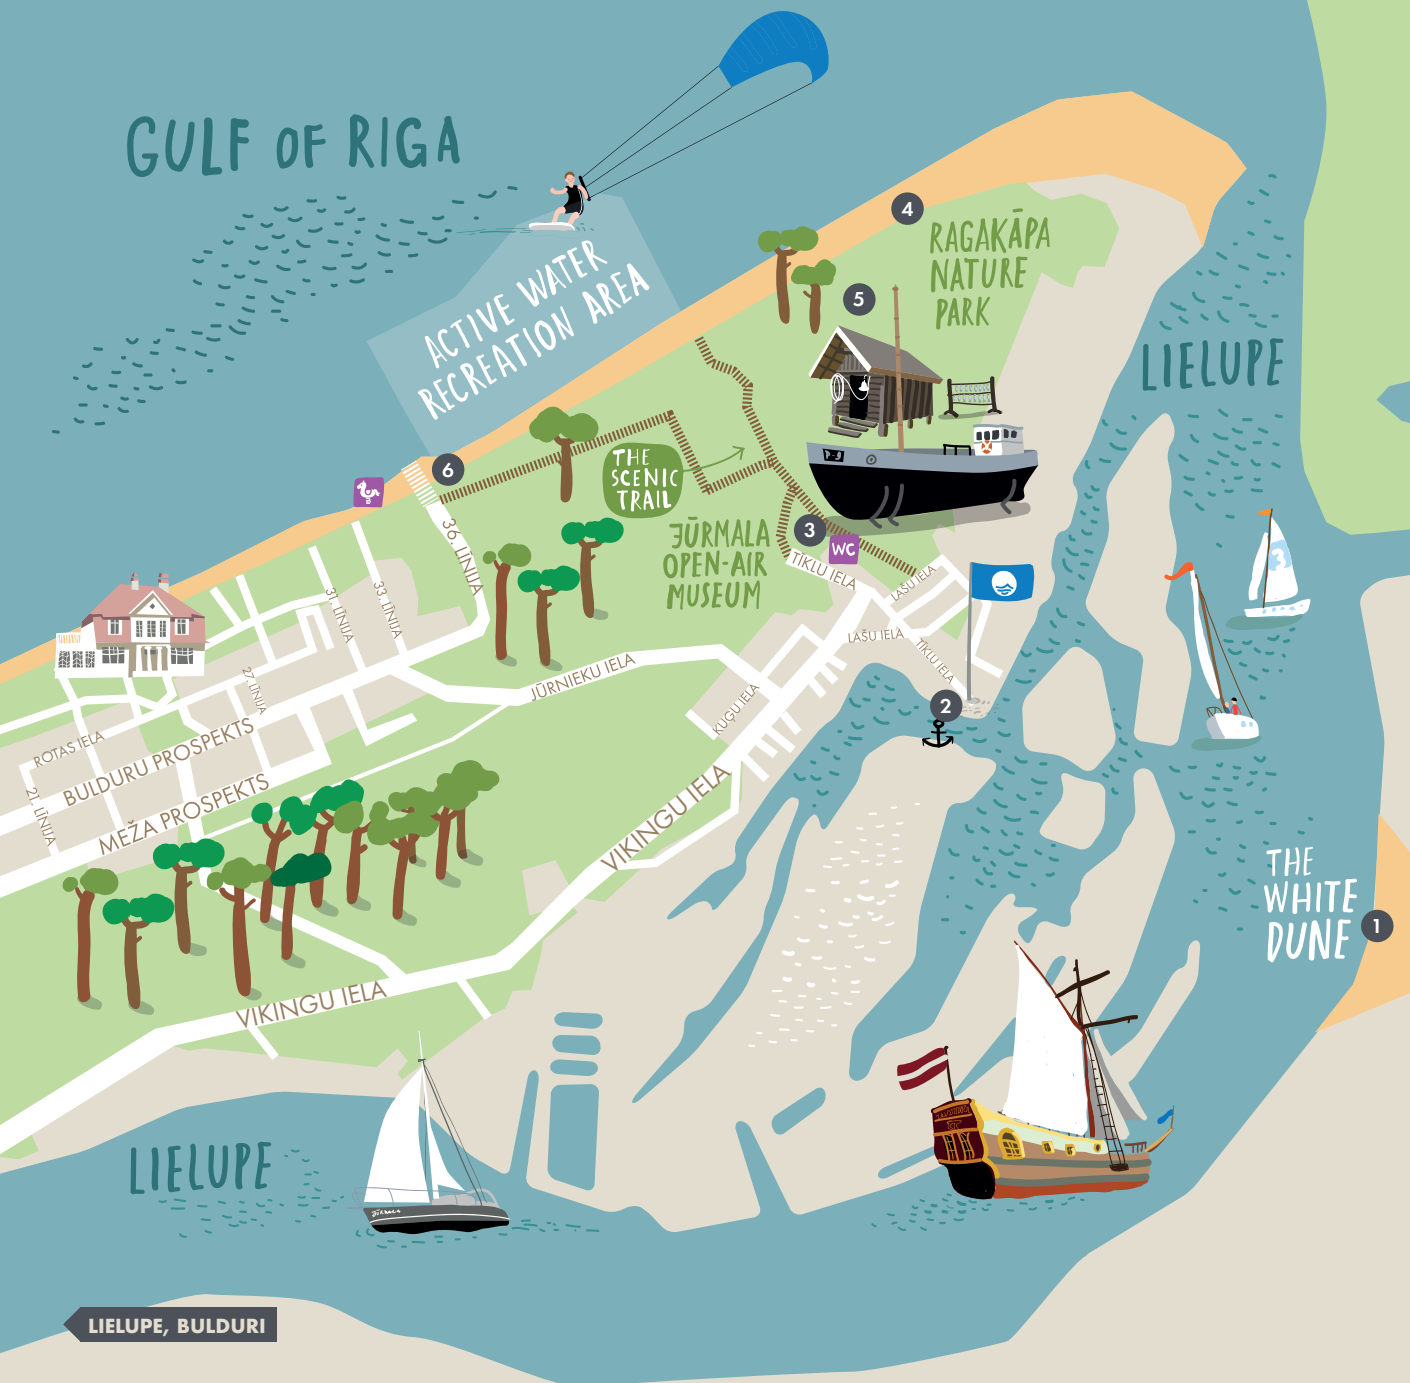 GULF OF RIGA
ACTIVE WATER
RECREATION AREA
4
RAGAKĀPA
NATURE
PARK
5
LIELUPE
6
THE
SCENIC
TRAIL
36. LĪNIJA
P-9
JŪRMALA
OPEN-AIR
MUSEUM
3
WC
TĪKLU IELA
LAŠU IELA
3
31. LĪNIJA
33. LĪNIJA
LAŠU IELA
TĪKLU IELA
JŪRNIEKU IELA
27. LĪNIJA
KUĢU IELA
2
ROTAS IELA
BULDURU PROSPEKTS
21. LĪNIJA
MEŽA PROSPEKTS
VIKINGU IELA
THE
WHITE
DUNE
1
VIKINGU IELA
LIELUPE
JŪRMALA
LIELUPE, BULDURI